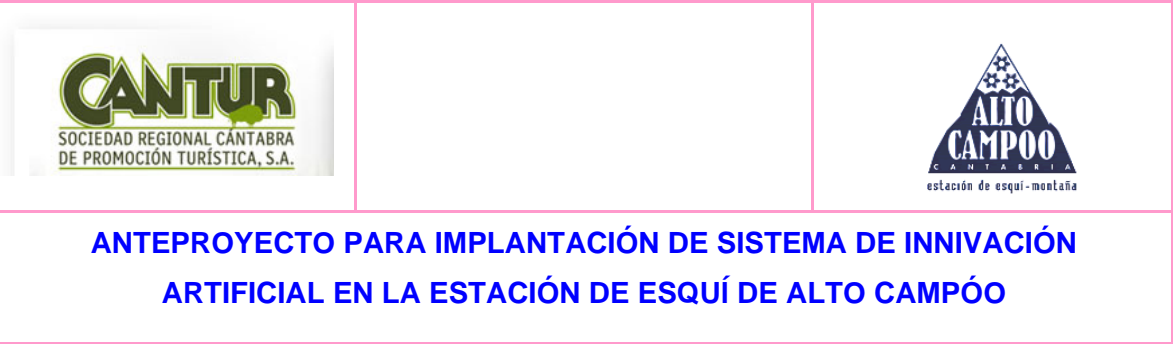 CANTUR
SOCIEDAD REGIONAL CÁNTABRA
DE PROMOCIÓN TURÍSTICA, S.A.
ALTO
CAMPOO
CANTABRIA
estación de esquí-montaña
ANTEPROYECTO PARA IMPLANTACIÓN DE SISTEMA DE INNIVACIÓN
ARTIFICIAL EN LA ESTACIÓN DE ESQUÍ DE ALTO CAMPÓO